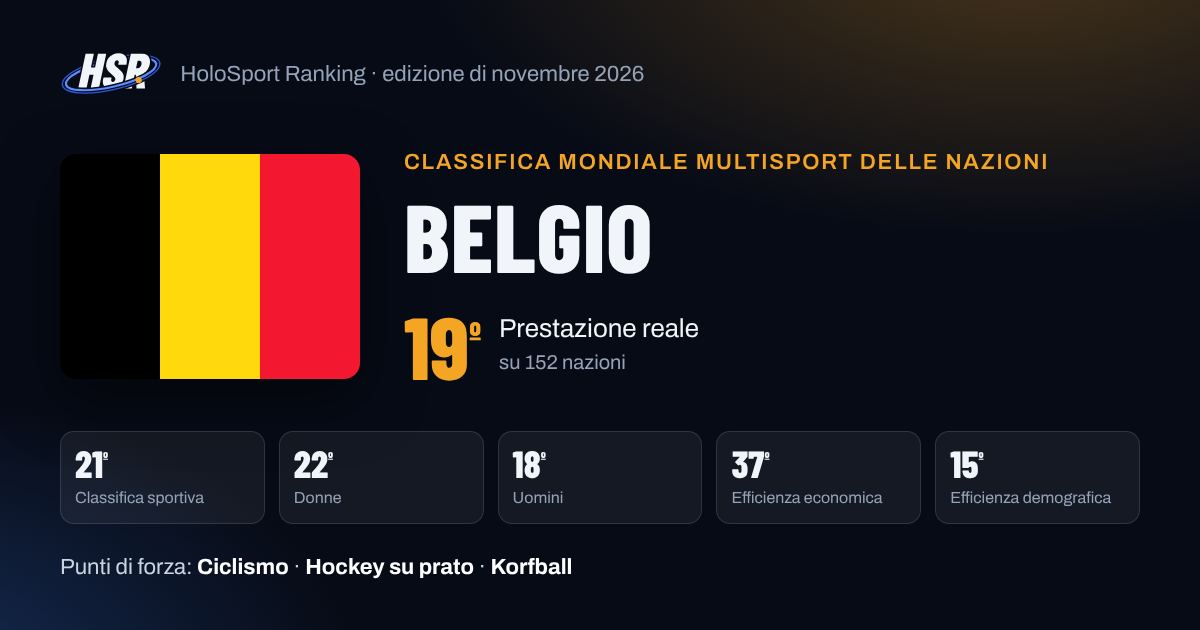 HSR
HoloSport Ranking · edizione di novembre 2026
CLASSIFICA MONDIALE MULTISPORT DELLE NAZIONI
BELGIO
19º
Prestazione reale
su 152 nazioni
21º
Classifica sportiva
22º
Donne
18º
Uomini
37º
Efficienza economica
15º
Efficienza demografica
Punti di forza: Ciclismo · Hockey su prato · Korfball